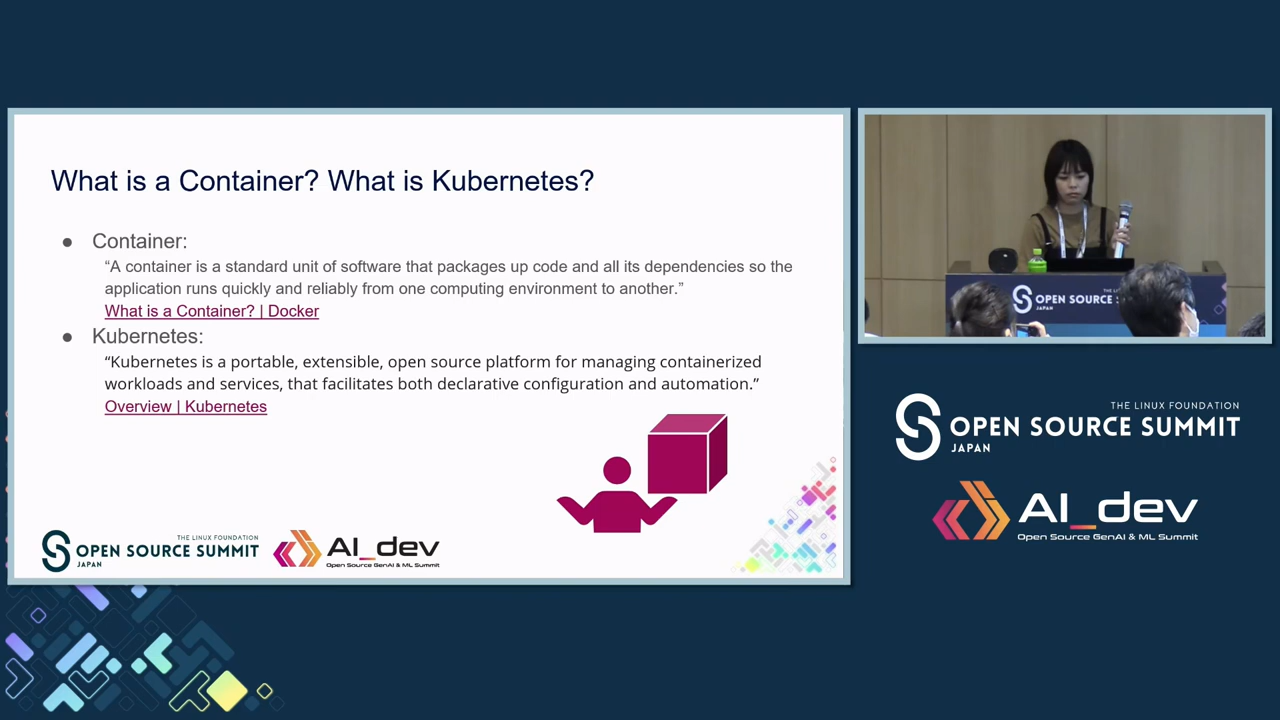 What is a Container? What is Kubernetes?
● Container:
“A container is a standard unit of software that packages up code and all its dependencies so the
application runs quickly and reliably from one computing environment to another.”
What is a Container? | Docker
● Kubernetes:
“Kubernetes is a portable, extensible, open source platform for managing containerized
workloads and services, that facilitates both declarative configuration and automation.”
Overview | Kubernetes
THE LINUX FOUNDATION
OPEN SOURCE SUMMIT
JAPAN
AI_dev
Open Source GenAI & ML Summit
OPEN SOURCE
JAPAN
THE LINUX FOUNDATION
OPEN SOURCE SUMMIT
JAPAN
AI_dev
Open Source GenAI & ML Summit